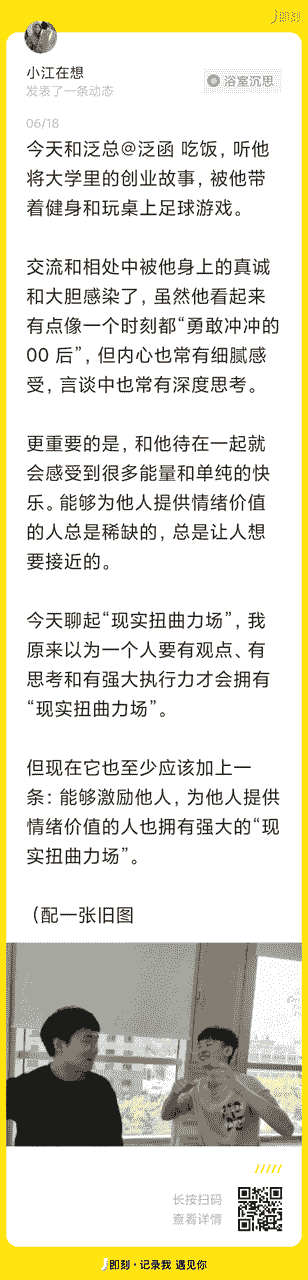 即刻
小江在想
发表了一条动态
浴室沉思
06/18
今天和泛总@泛函 吃饭，听他
将大学里的创业故事，被他带
着健身和玩桌上足球游戏。
交流和相处中被他身上的真诚
和大胆感染了，虽然他看起来
有点像一个时刻都“勇敢冲冲的
00 后”，但内心也常有细腻感
受，言谈中也常有深度思考。
更重要的是，和他待在一起就
会感受到很多能量和单纯的快
乐。能够为他人提供情绪价值
的人总是稀缺的，总是让人想
要接近的。
今天聊起“现实扭曲力场”，我
原来以为一个人要有观点、有
思考和有强大执行力才会拥有
“现实扭曲力场”。
但现在它也至少应该加上一
条：能够激励他人，为他人提供
情绪价值的人也拥有强大的“现
实扭曲力场”。
（配一张旧图
长按扫码
查看详情
即刻·记录我 遇见你